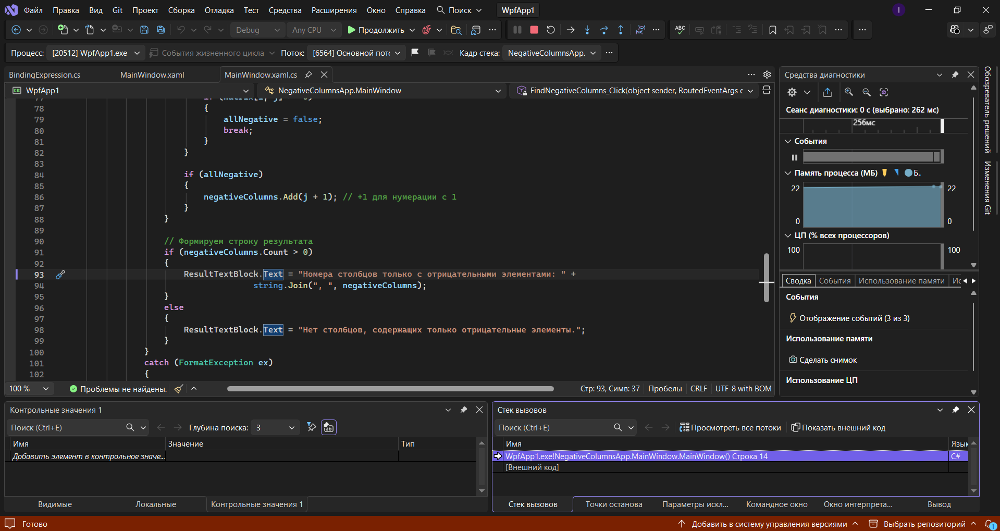 Файл Правка Вид Git Проект Сборка Отладка Тест Средства Расширения Окно Справка Поиск WpfApp1 I
Debug Any CPU Продолжить ABC
Процесс: [20512] WpfApp1.exe События жизненного цикла Поток: [6564] Основной пото Кадр стека: NegativeColumnsApp.
BindingExpression.cs MainWindow.xaml MainWindow.xaml.cs
C# WpfApp1 NegativeColumnsApp.MainWindow FindNegativeColumns_Click(object sender, RoutedEventArgs e
78 {
79 allNegative = false;
80 break;
81 }
82 }
83
84 if (allNegative)
85 {
86 negativeColumns.Add(j + 1); // +1 для нумерации с 1
87 }
88 }
89
90 // Формируем строку результата
91 if (negativeColumns.Count > 0)
92 {
93 ResultTextBlock.Text = "Номера столбцов только с отрицательными элементами: " +
94 string.Join(", ", negativeColumns);
95 }
96 else
97 {
98 ResultTextBlock.Text = "Нет столбцов, содержащих только отрицательные элементы.";
99 }
100 }
101 catch (FormatException ex)
102 {
100 % Проблемы не найдены. Стр: 93, Симв: 37 Пробелы CRLF UTF-8 with BOM
Средства диагностики
Сеанс диагностики: 0 с (выбрано: 262 мс)
256мс
События
Память процесса (МБ) Б..
22 22
0 0
ЦП (% всех процессоров)
100 100
Сводка События Использование памяти Ис
События
Отображение событий (3 из 3)
Использование памяти
Сделать снимок
Использование ЦП
Обозреватель решений
Изменения Git
Контрольные значения 1
Поиск (Ctrl+E) Глубина поиска: 3
Имя Значение Тип
Добавить элемент в контрольное значе...
Видимые Локальные Контрольные значения 1
Стек вызовов
Поиск (Ctrl+E) Просмотреть все потоки Показать внешний код
Имя Язык
WpfApp1.exe!NegativeColumnsApp.MainWindow.MainWindow() Строка 14 C#
[Внешний код]
Стек вызовов Точки останова Параметры искл... Командное окно Окно интерпрета... Вывод
Готово Добавить в систему управления версиями Выбрать репозиторий 1